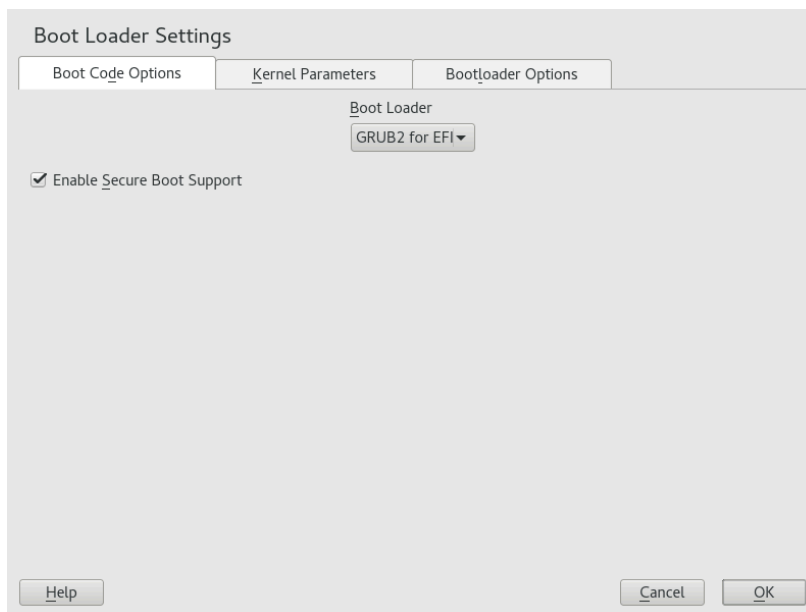 Boot Loader Settings
Boot Code Options
Kernel Parameters
Bootloader Options
Boot Loader
GRUB2 for EFI
Enable Secure Boot Support
Help
Cancel
OK